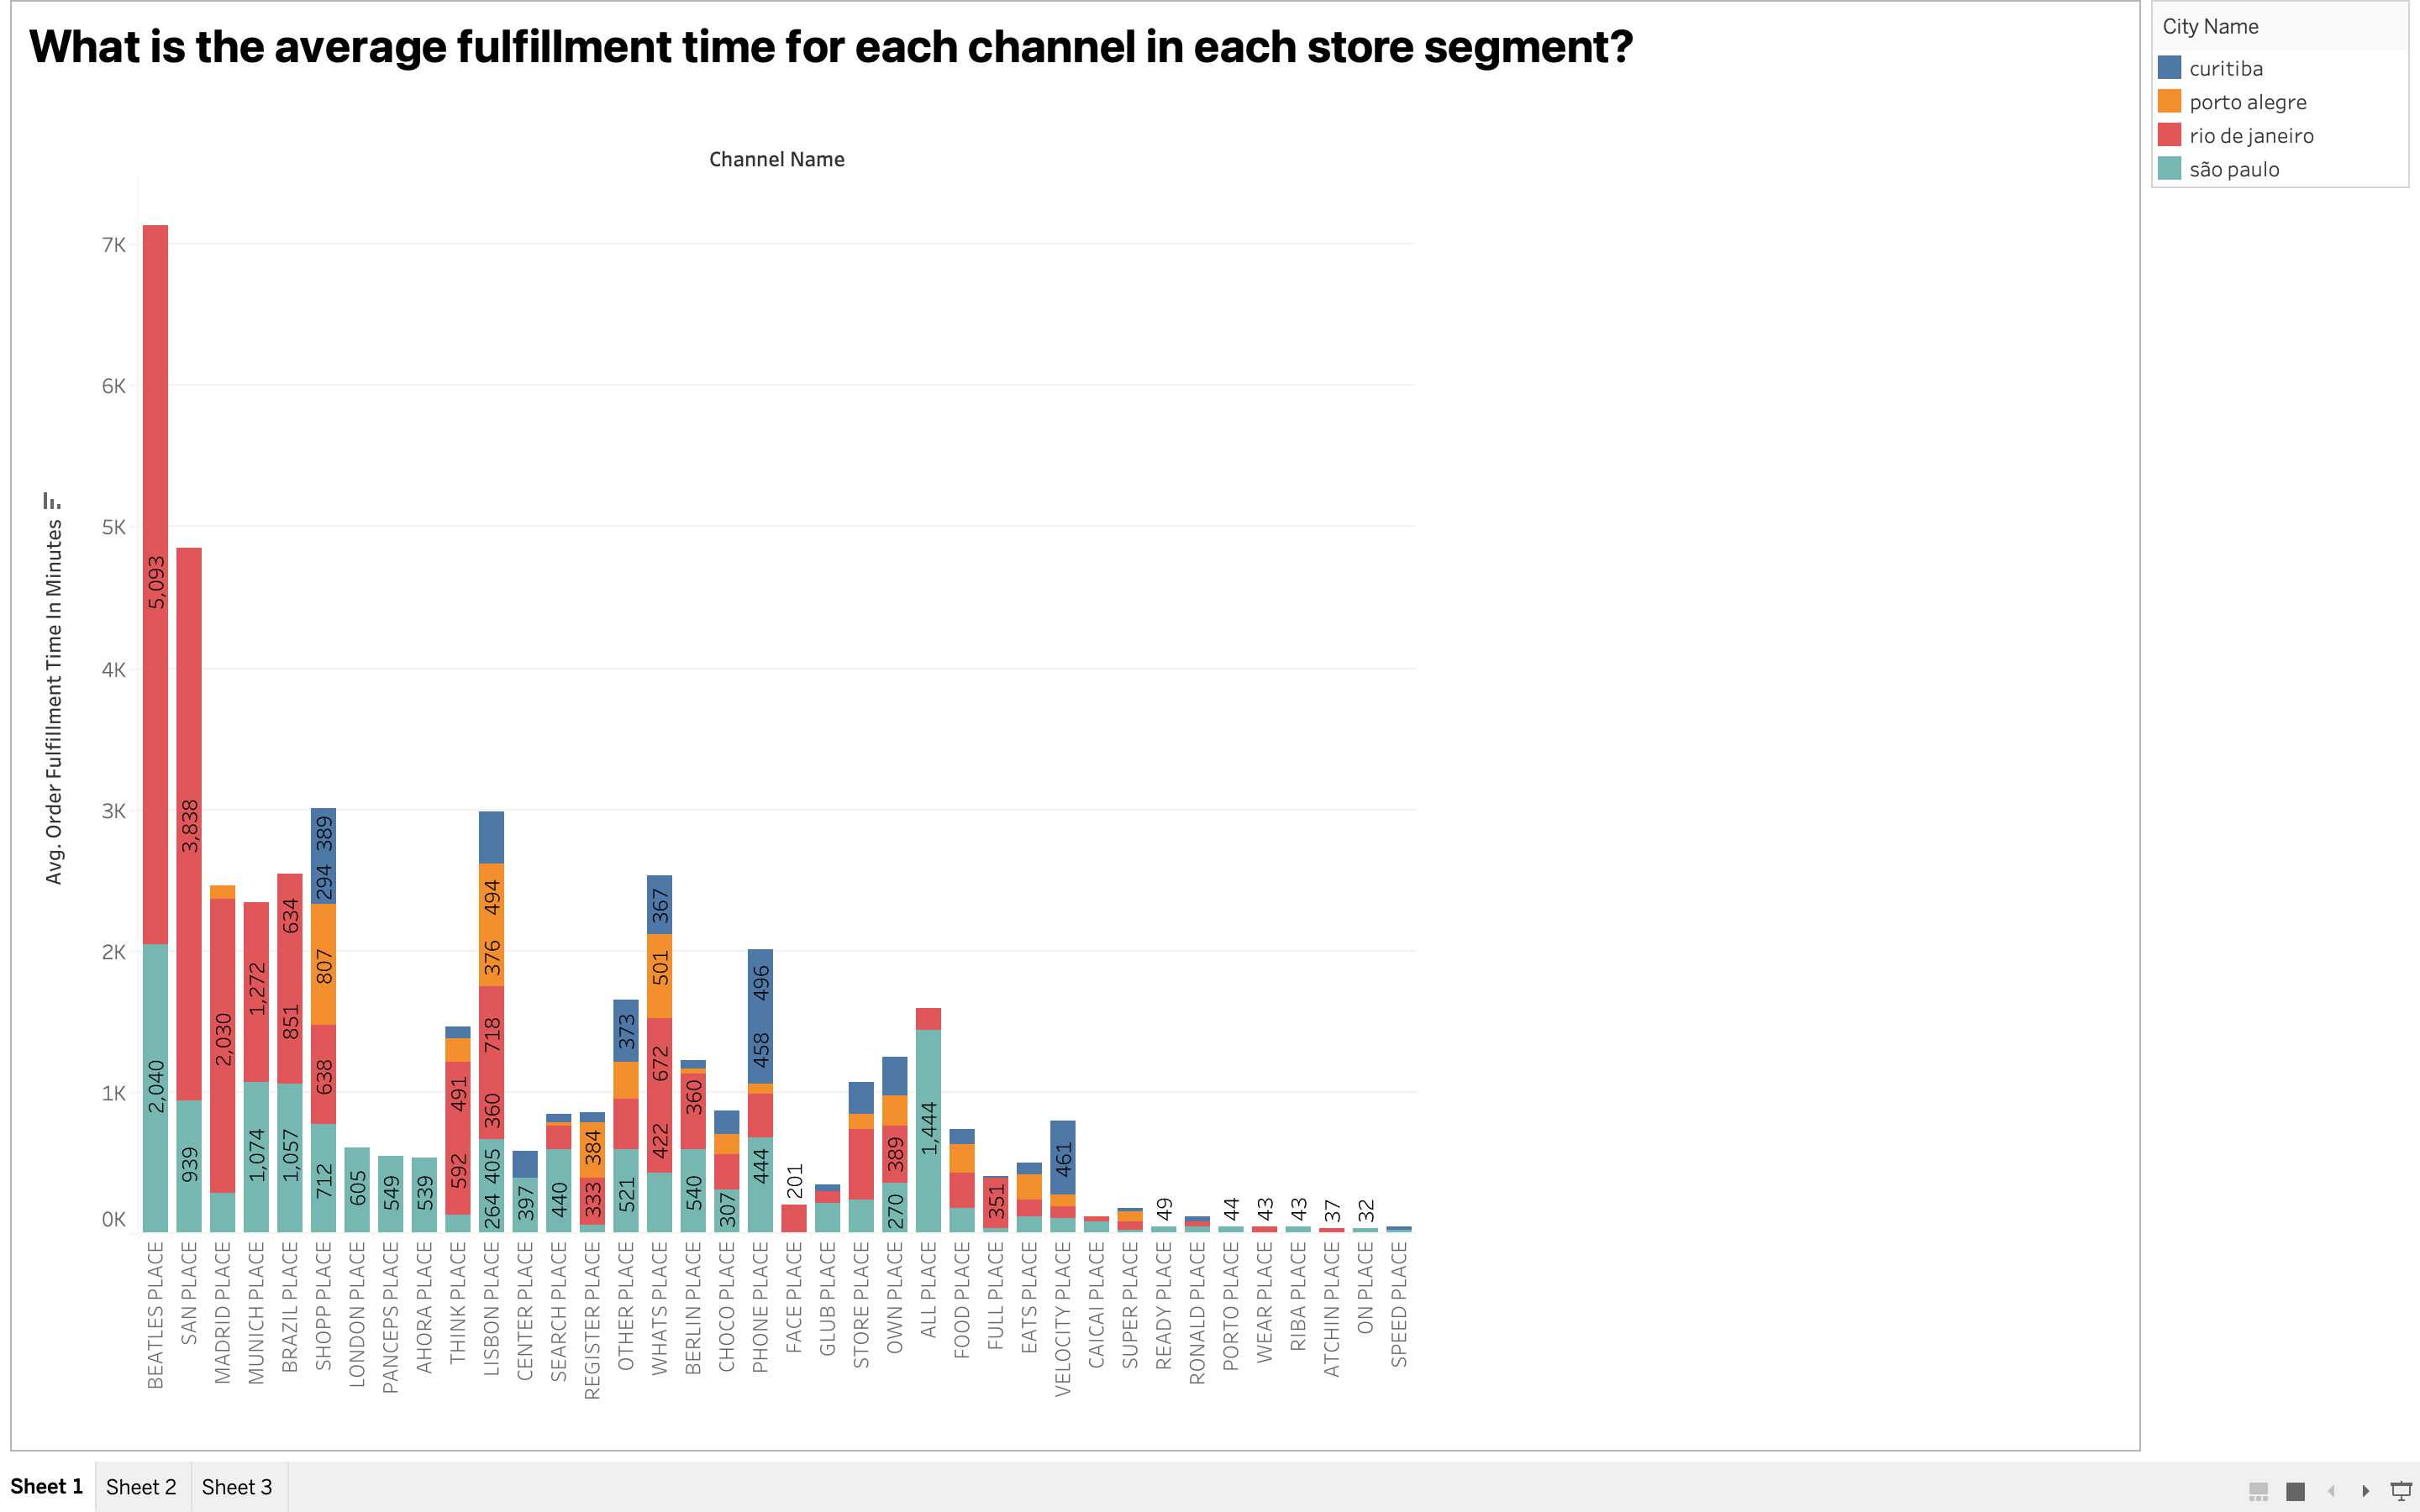 What is the average fulfillment time for each channel in each store segment?
City Name
curitiba
porto alegre
rio de janeiro
são paulo
Channel Name
Avg. Order Fulfillment Time In Minutes
7K
6K
5K
4K
3K
2K
1K
0K
5,093
2,040
3,838
939
2,030
1,272
1,074
634
851
1,057
389
294
807
638
712
605
549
539
491
592
494
376
718
360
405
264
397
440
384
333
373
521
367
501
672
422
360
540
307
496
458
444
201
389
270
1,444
351
461
49
44
43
43
37
32
BEATLES PLACE
SAN PLACE
MADRID PLACE
MUNICH PLACE
BRAZIL PLACE
SHOPP PLACE
LONDON PLACE
PANCEPS PLACE
AHORA PLACE
THINK PLACE
LISBON PLACE
CENTER PLACE
SEARCH PLACE
REGISTER PLACE
OTHER PLACE
WHATS PLACE
BERLIN PLACE
CHOCO PLACE
PHONE PLACE
FACE PLACE
GLUB PLACE
STORE PLACE
OWN PLACE
ALL PLACE
FOOD PLACE
FULL PLACE
EATS PLACE
VELOCITY PLACE
CAICAI PLACE
SUPER PLACE
READY PLACE
RONALD PLACE
PORTO PLACE
WEAR PLACE
RIBA PLACE
ATCHIN PLACE
ON PLACE
SPEED PLACE
Sheet 1
Sheet 2
Sheet 3